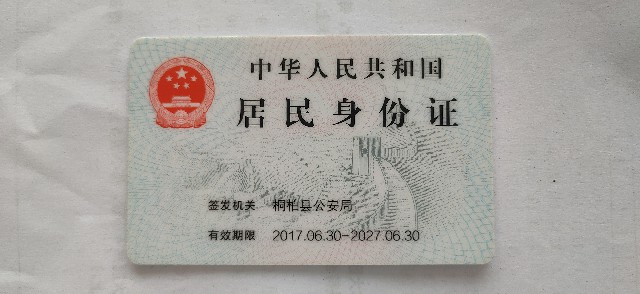 中华人民共和国
居民身份证
签发机关 桐柏县公安局
有效期限 2017.06.30-2027.06.30